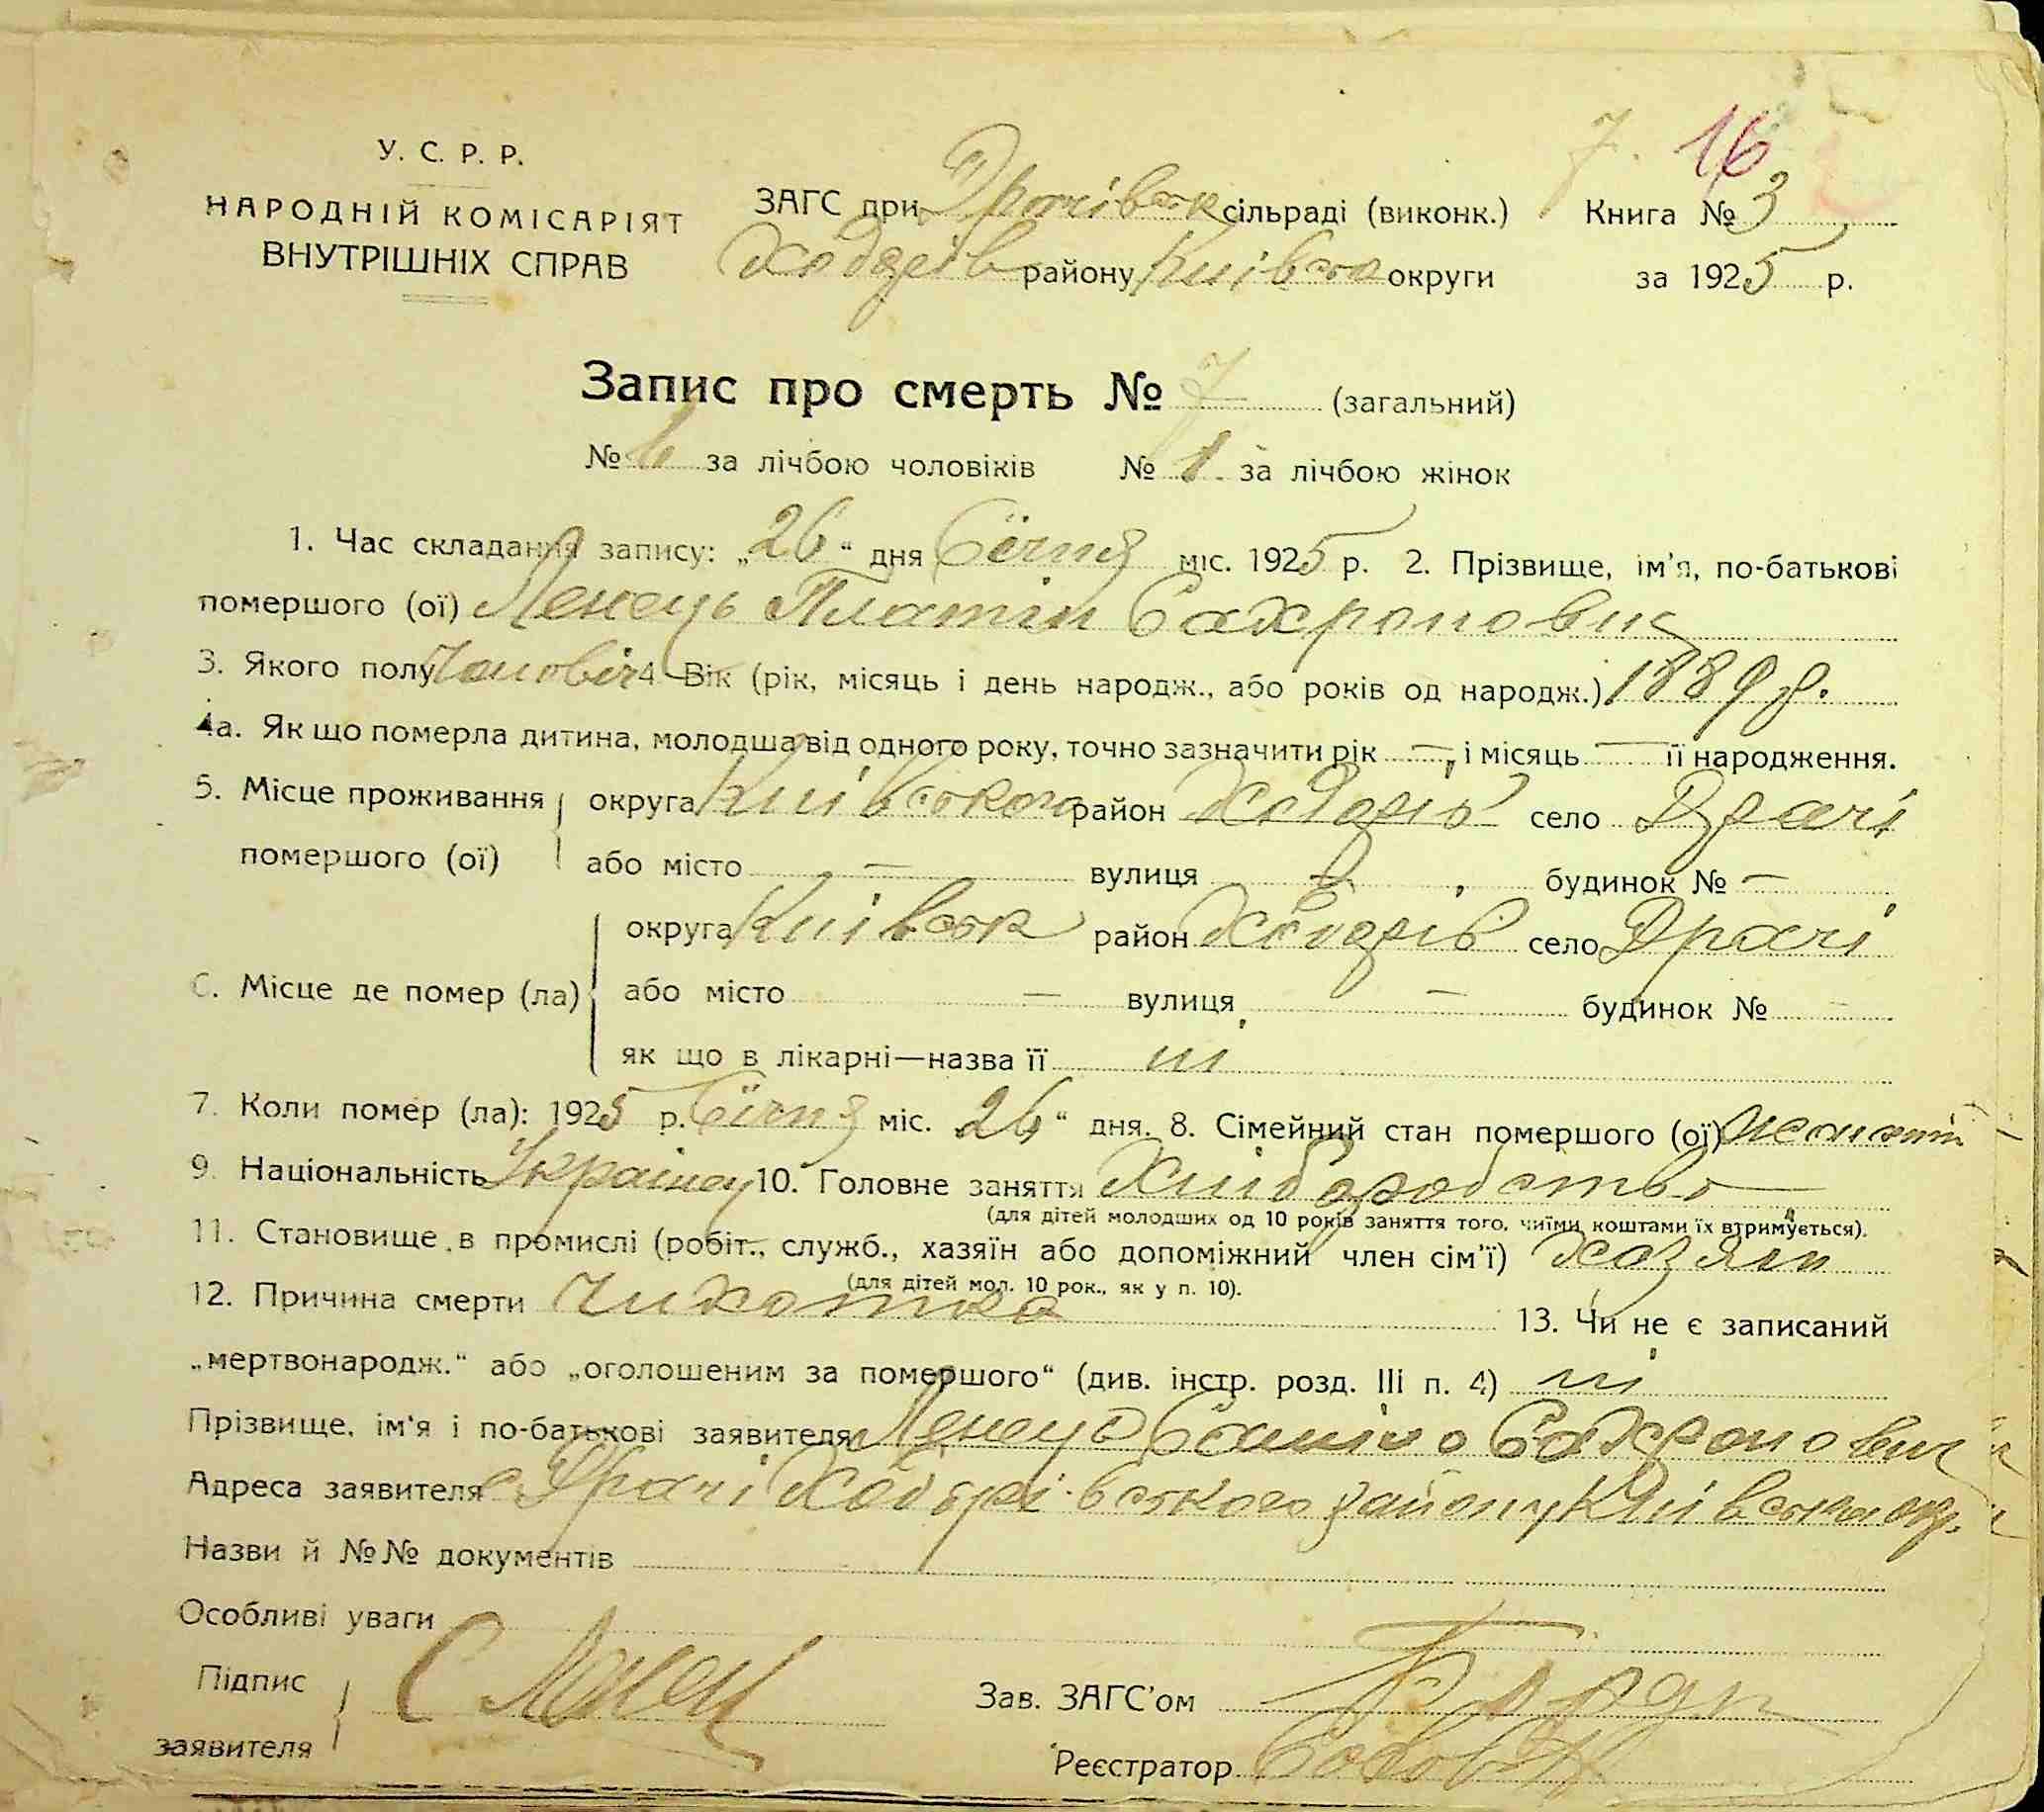 7. 16
У. С. Р. Р.
НАРОДНІЙ КОМІСАРІЯТ
ВНУТРІШНІХ СПРАВ
ЗАГС при сільраді (виконк.) Книга № 3
Ходорів району Київськ округи за 1925 р.
Запис про смерть № 7 (загальний)
№ 6 за лічбою чоловіків № 1 за лічбою жінок
1. Час складання запису: „26“ дня Січня міс. 1925 р. 2. Прізвище, ім'я, по-батькові
помершого (ої) Ленець Платін Сахронович
3. Якого полу Чоловіч 4. Вік (рік, місяць і день народж., або років од народж.) 1889 р.
4а. Як що померла дитина, молодша від одного року, точно зазначити рік —, і місяць — її народження.
5. Місце проживання округа Київського район Ходорів село Драчі
помершого (ої) або місто — вулиця , будинок № —
округа Київськ район Ходорів село Драчі
6. Місце де помер (ла) або місто — вулиця — будинок № —
як що в лікарні—назва її ні
7. Коли помер (ла): 1925 р. Січня міс. 24“ дня. 8. Сімейний стан помершого (ої)
9. Національність Українец 10. Головне заняття Хліборобство
(для дітей молодших од 10 років заняття того, чиїми коштами їх втримується).
11. Становище в промислі (робіт., служб., хазяїн або допоміжний член сім'ї) хозяїн
(для дітей мол. 10 рок., як у п. 10).
12. Причина смерти Чихотка 13. Чи не є записаний
„мертвонародж.“ або „оголошеним за помершого“ (див. інстр. розд. III п. 4) ні
Прізвище, ім'я і по-батькові заявителя Ленець Сахронович
Адреса заявителя с Драчі Ходорівського району Київської окр.
Назви й №№ документів
Особливі уваги
Підпис С Ленец Зав. ЗАГС'ом
заявителя
Реєстратор